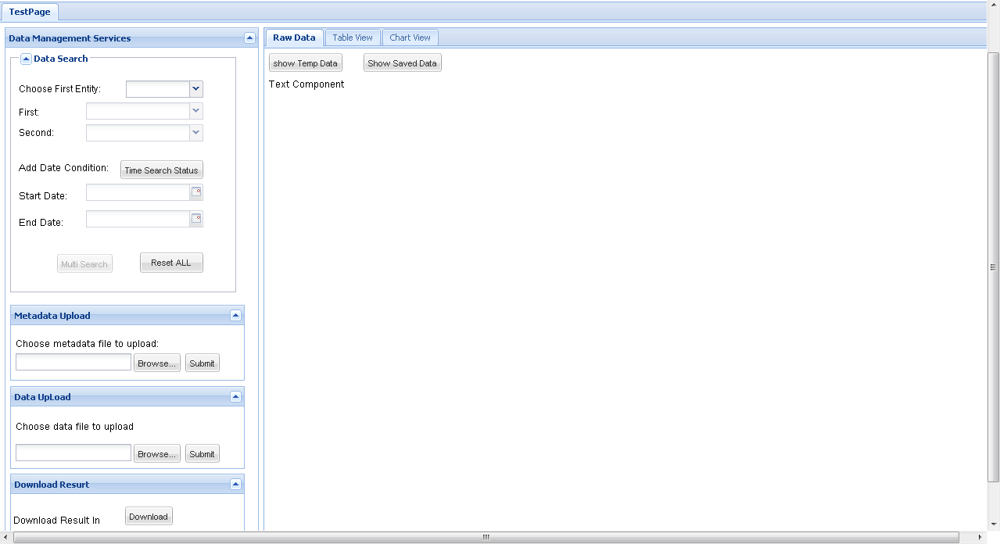 TestPage
Data Management Services
Data Search
Choose First Entity:
First:
Second:
Add Date Condition: Time Search Status
Start Date:
End Date:
Multi Search Reset ALL
Metadata Upload
Choose metadata file to upload:
Browse... Submit
Data UpLoad
Choose data file to upload
Browse... Submit
Download Resurt
Download Result In Download
Raw Data Table View Chart View
show Temp Data Show Saved Data
Text Component